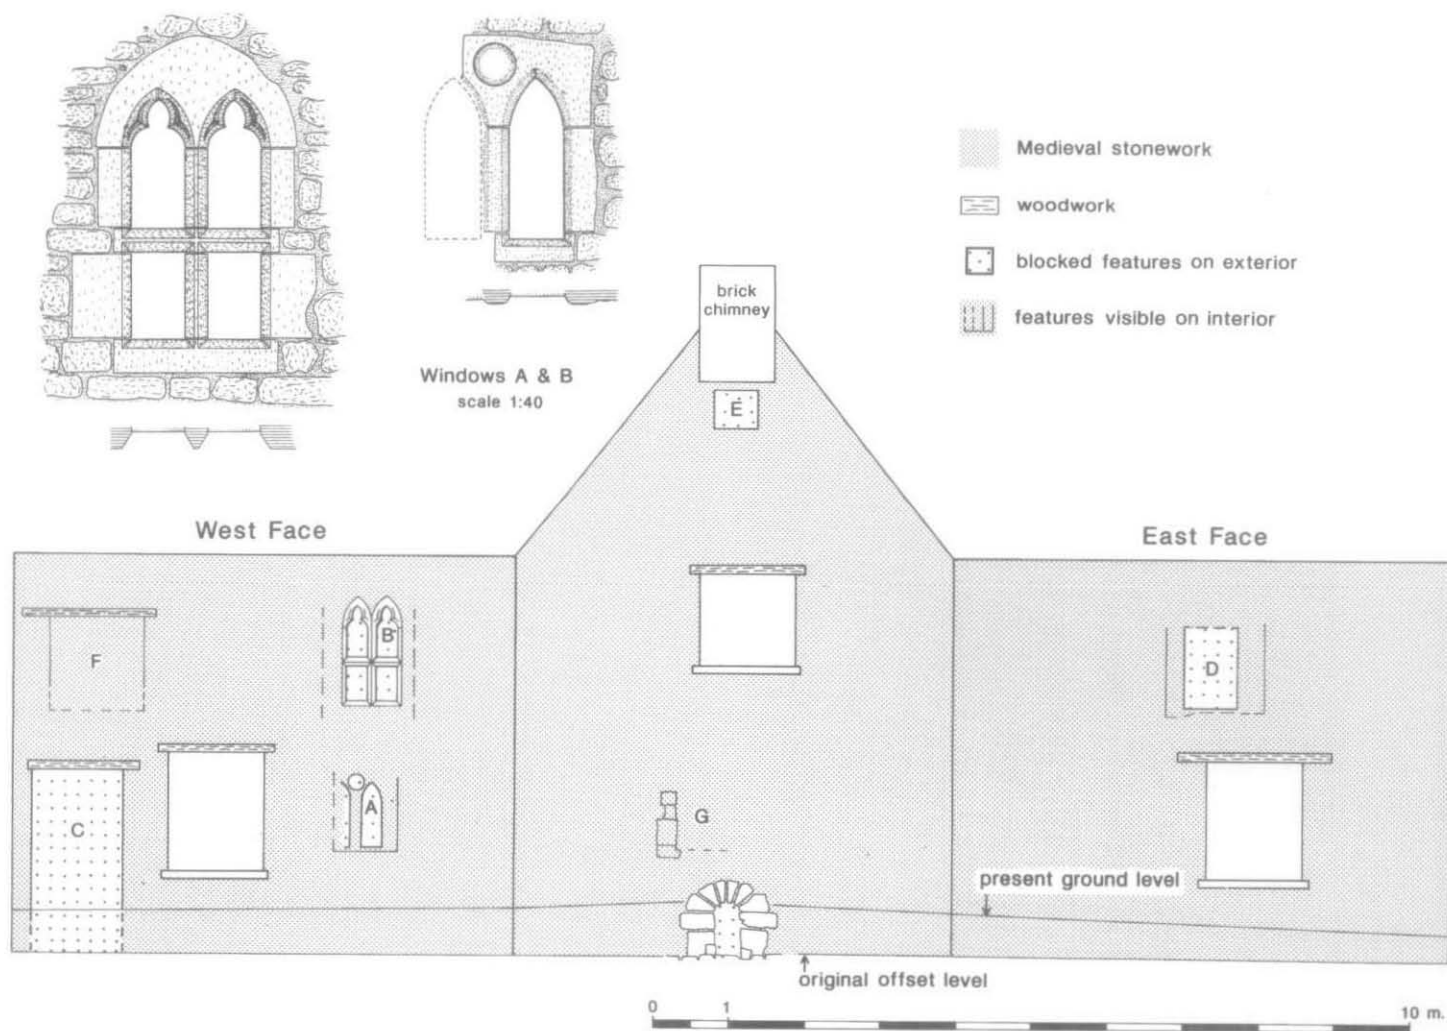 Medieval stonework
woodwork
blocked features on exterior
features visible on interior
brick
chimney
Windows A & B
scale 1:40
E
West Face
East Face
F
B
D
C
A
G
present ground level
original offset level
0 1 10 m.